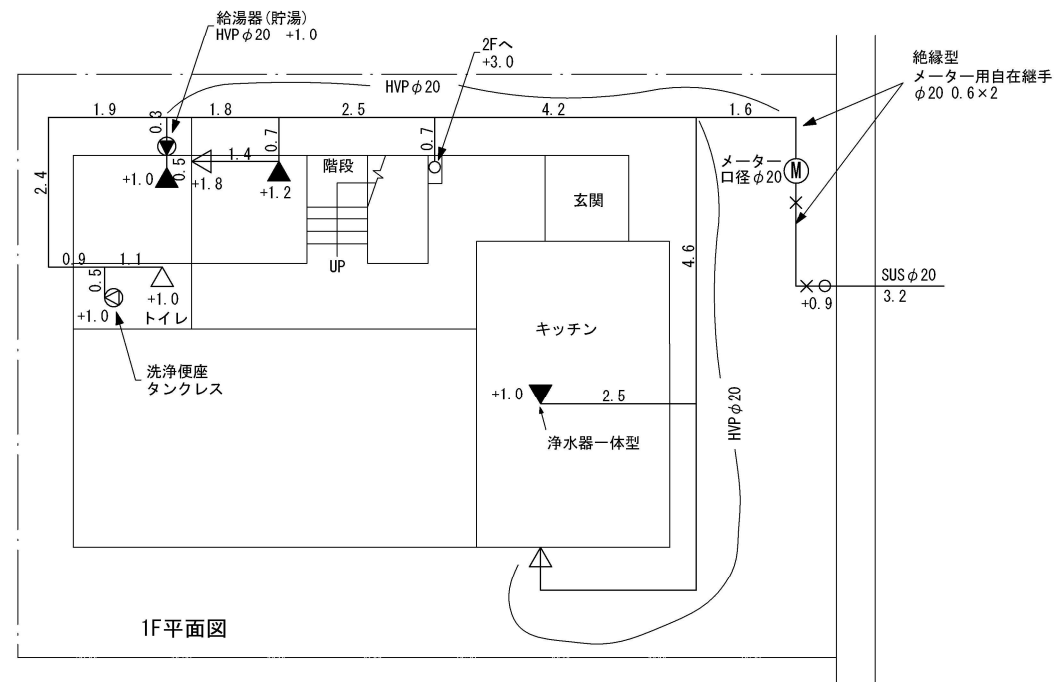 給湯器(貯湯)
HVPφ20 +1.0
2Fへ
+3.0
絶縁型
メーター用自在継手
φ20 0.6×2
HVPφ20
1.9
0.3
1.8
2.5
4.2
1.6
0.7
0.7
0.5
1.4
+1.0
+1.8
+1.2
階段
UP
玄関
メーター
口径φ20
M
2.4
4.6
SUSφ20
3.2
+0.9
0.9
1.1
0.5
+1.0
+1.0
トイレ
キッチン
洗浄便座
タンクレス
+1.0
2.5
浄水器一体型
HVPφ20
1F平面図